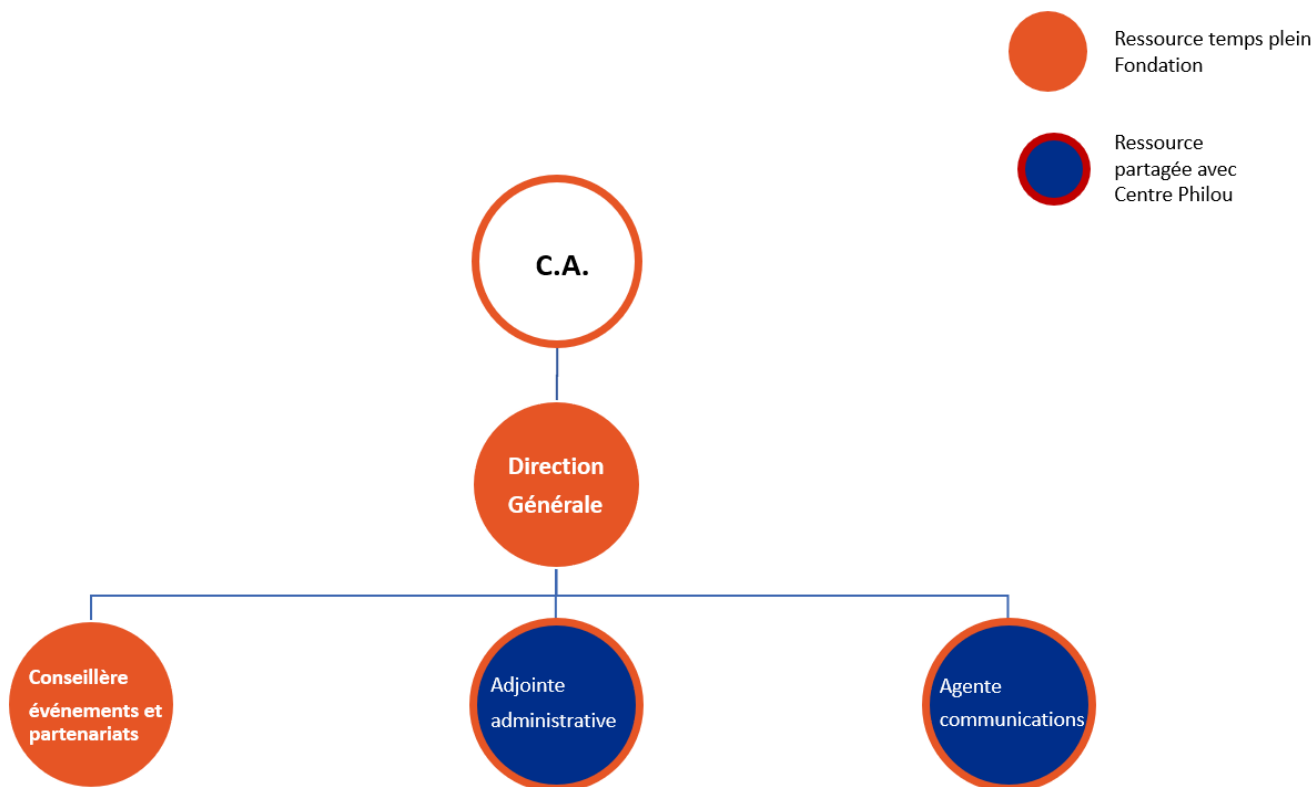 Ressource temps plein
Fondation
Ressource
partagée avec
Centre Philou
C.A.
Direction
Générale
Conseillère
événements et
partenariats
Adjointe
administrative
Agente
communications